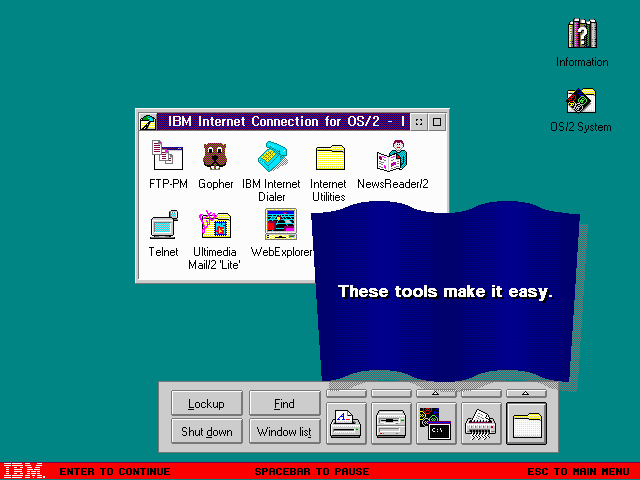 Information
OS/2 System
IBM Internet Connection for OS/2 - I
FTP-PM
Gopher
IBM Internet
Dialer
Internet
Utilities
NewsReader/2
Telnet
Ultimedia
Mail/2 'Lite'
WebExplorer
These tools make it easy.
Lockup
Find
Shut down
Window list
A
C:\
IBM. ENTER TO CONTINUE SPACEBAR TO PAUSE ESC TO MAIN MENU